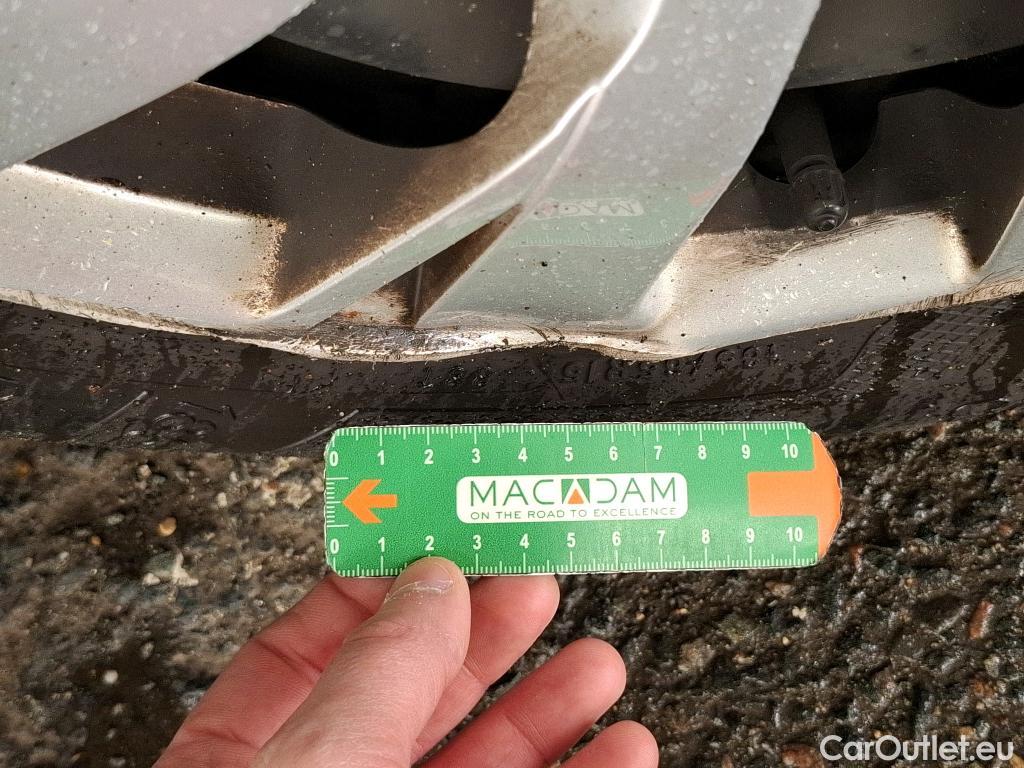 0 1 2 3 4 5 6 7 8 9 10
MACADAM
ON THE ROAD TO EXCELLENCE
0 1 2 3 4 5 6 7 8 9 10
CarOutlet.eu